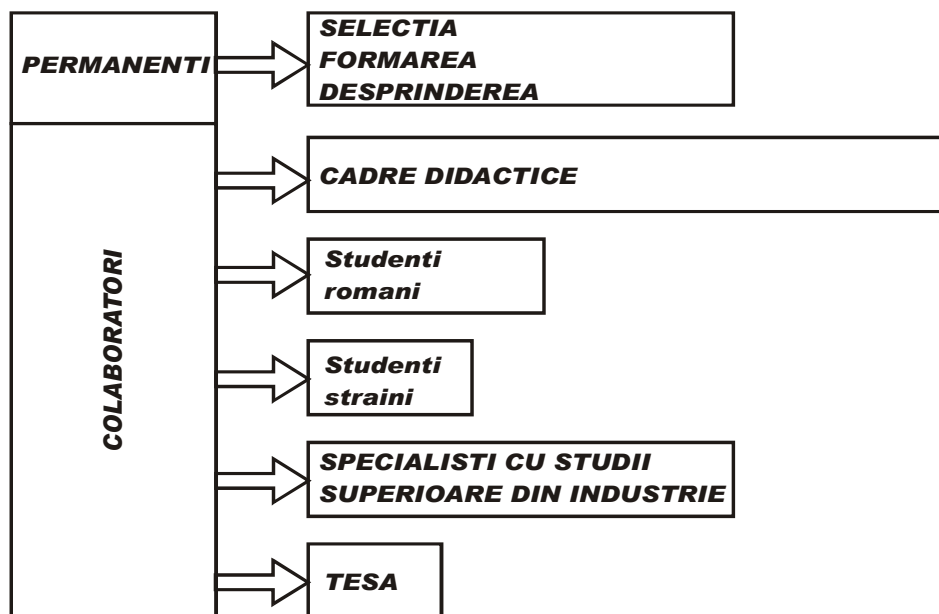 PERMANENTI
SELECTIA
FORMAREA
DESPRINDEREA
COLABORATORI
CADRE DIDACTICE
Studenti
romani
Studenti
straini
SPECIALISTI CU STUDII
SUPERIOARE DIN INDUSTRIE
TESA